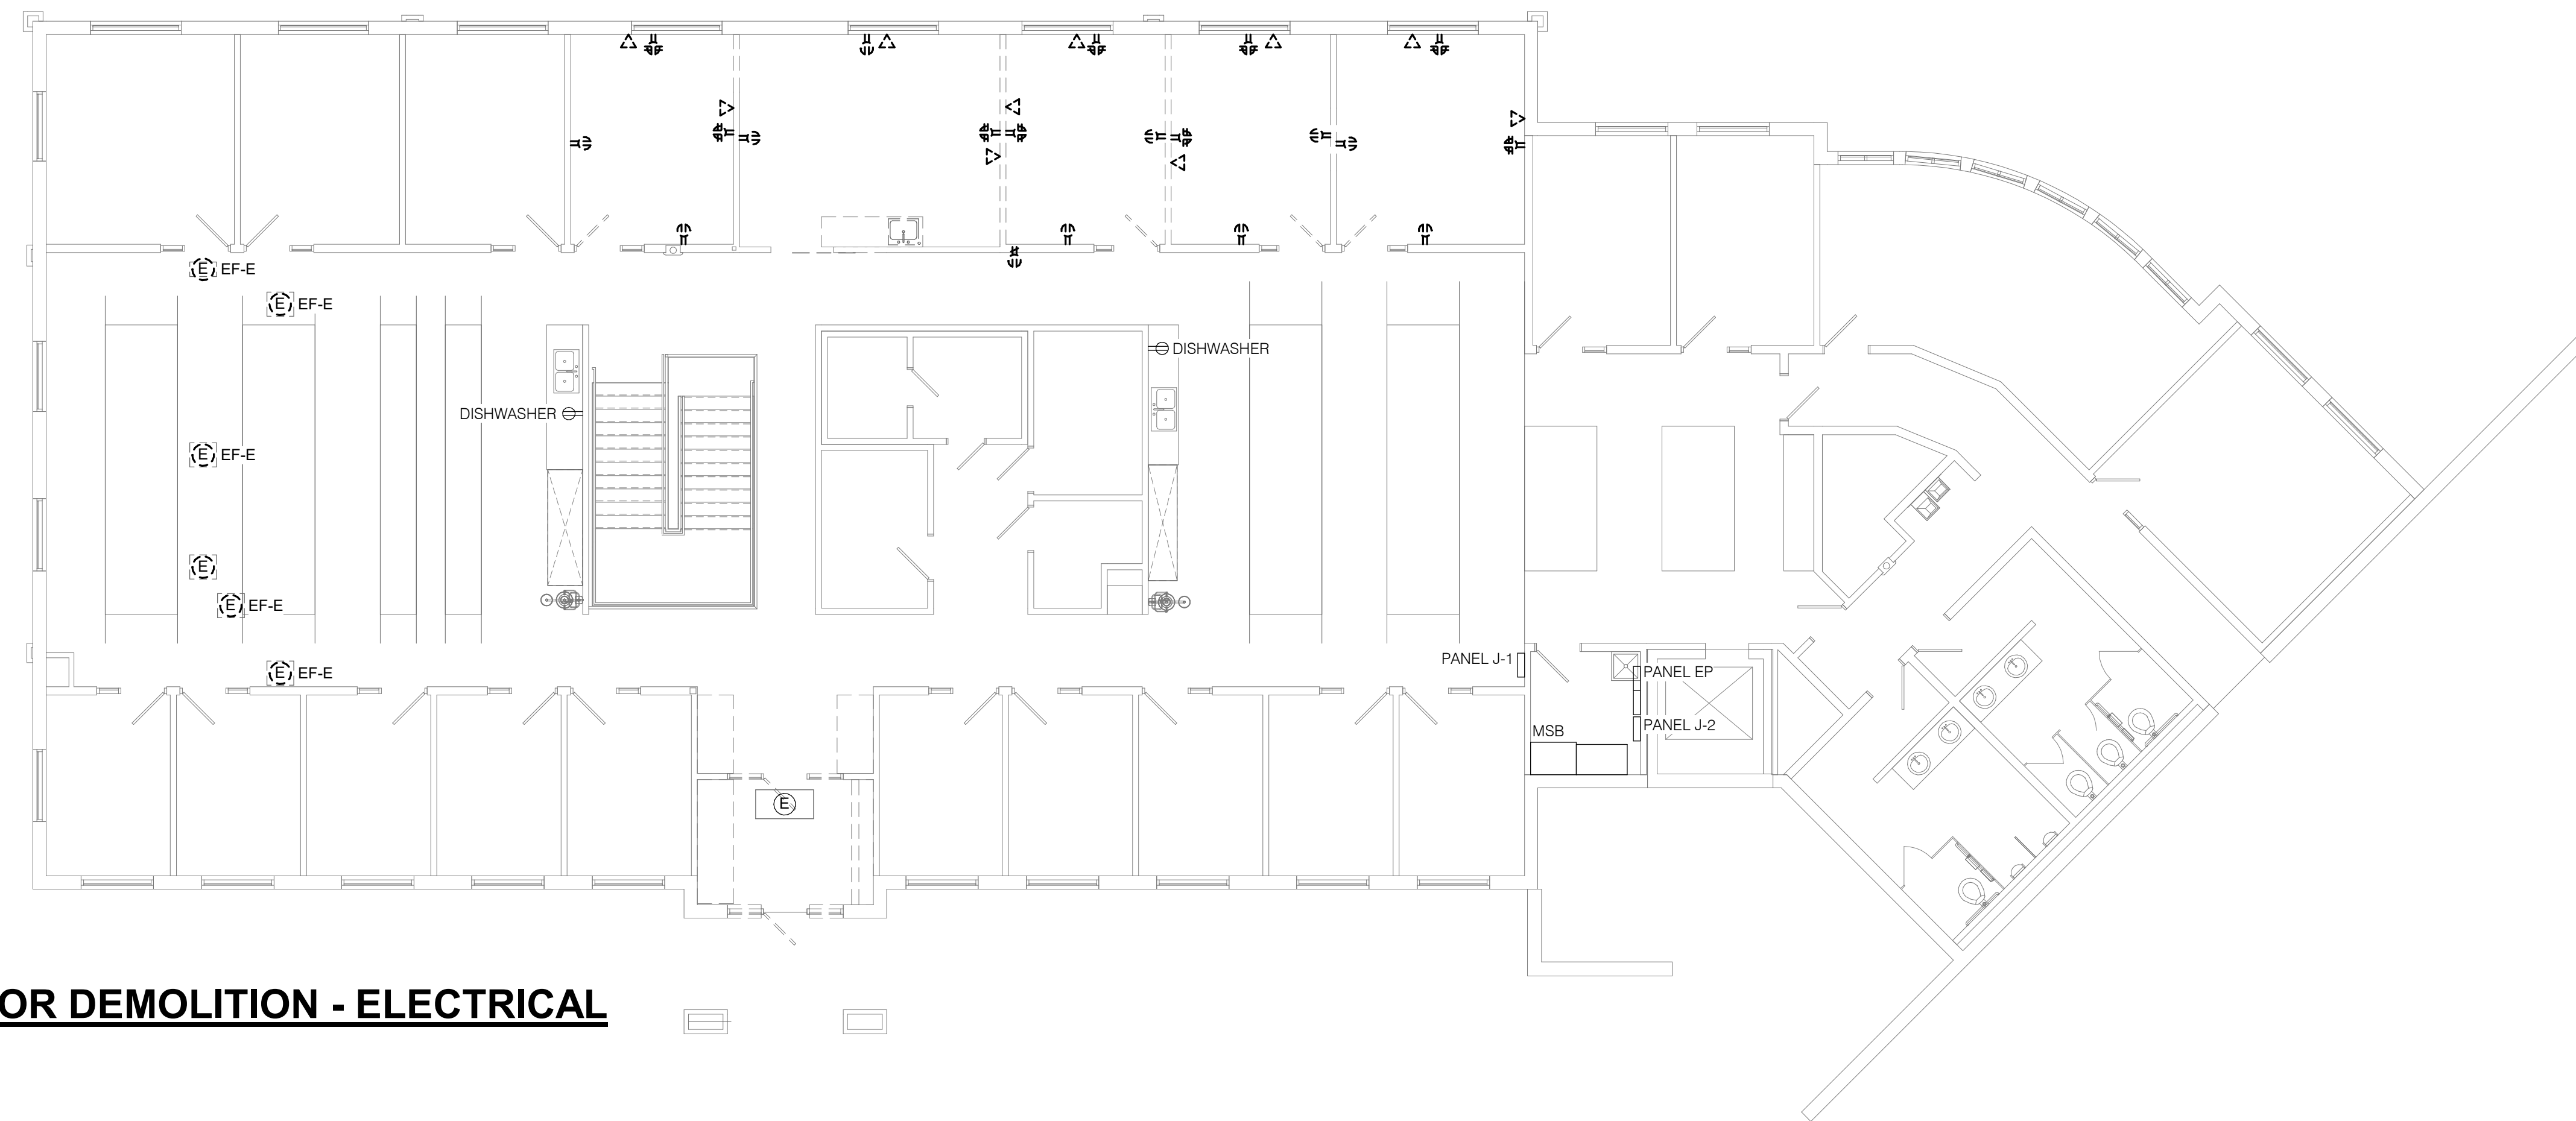 E EF-E
E EF-E
DISHWASHER
DISHWASHER
E EF-E
E
E EF-E
E EF-E
PANEL J-1
PANEL EP
PANEL J-2
MSB
E
OR DEMOLITION - ELECTRICAL